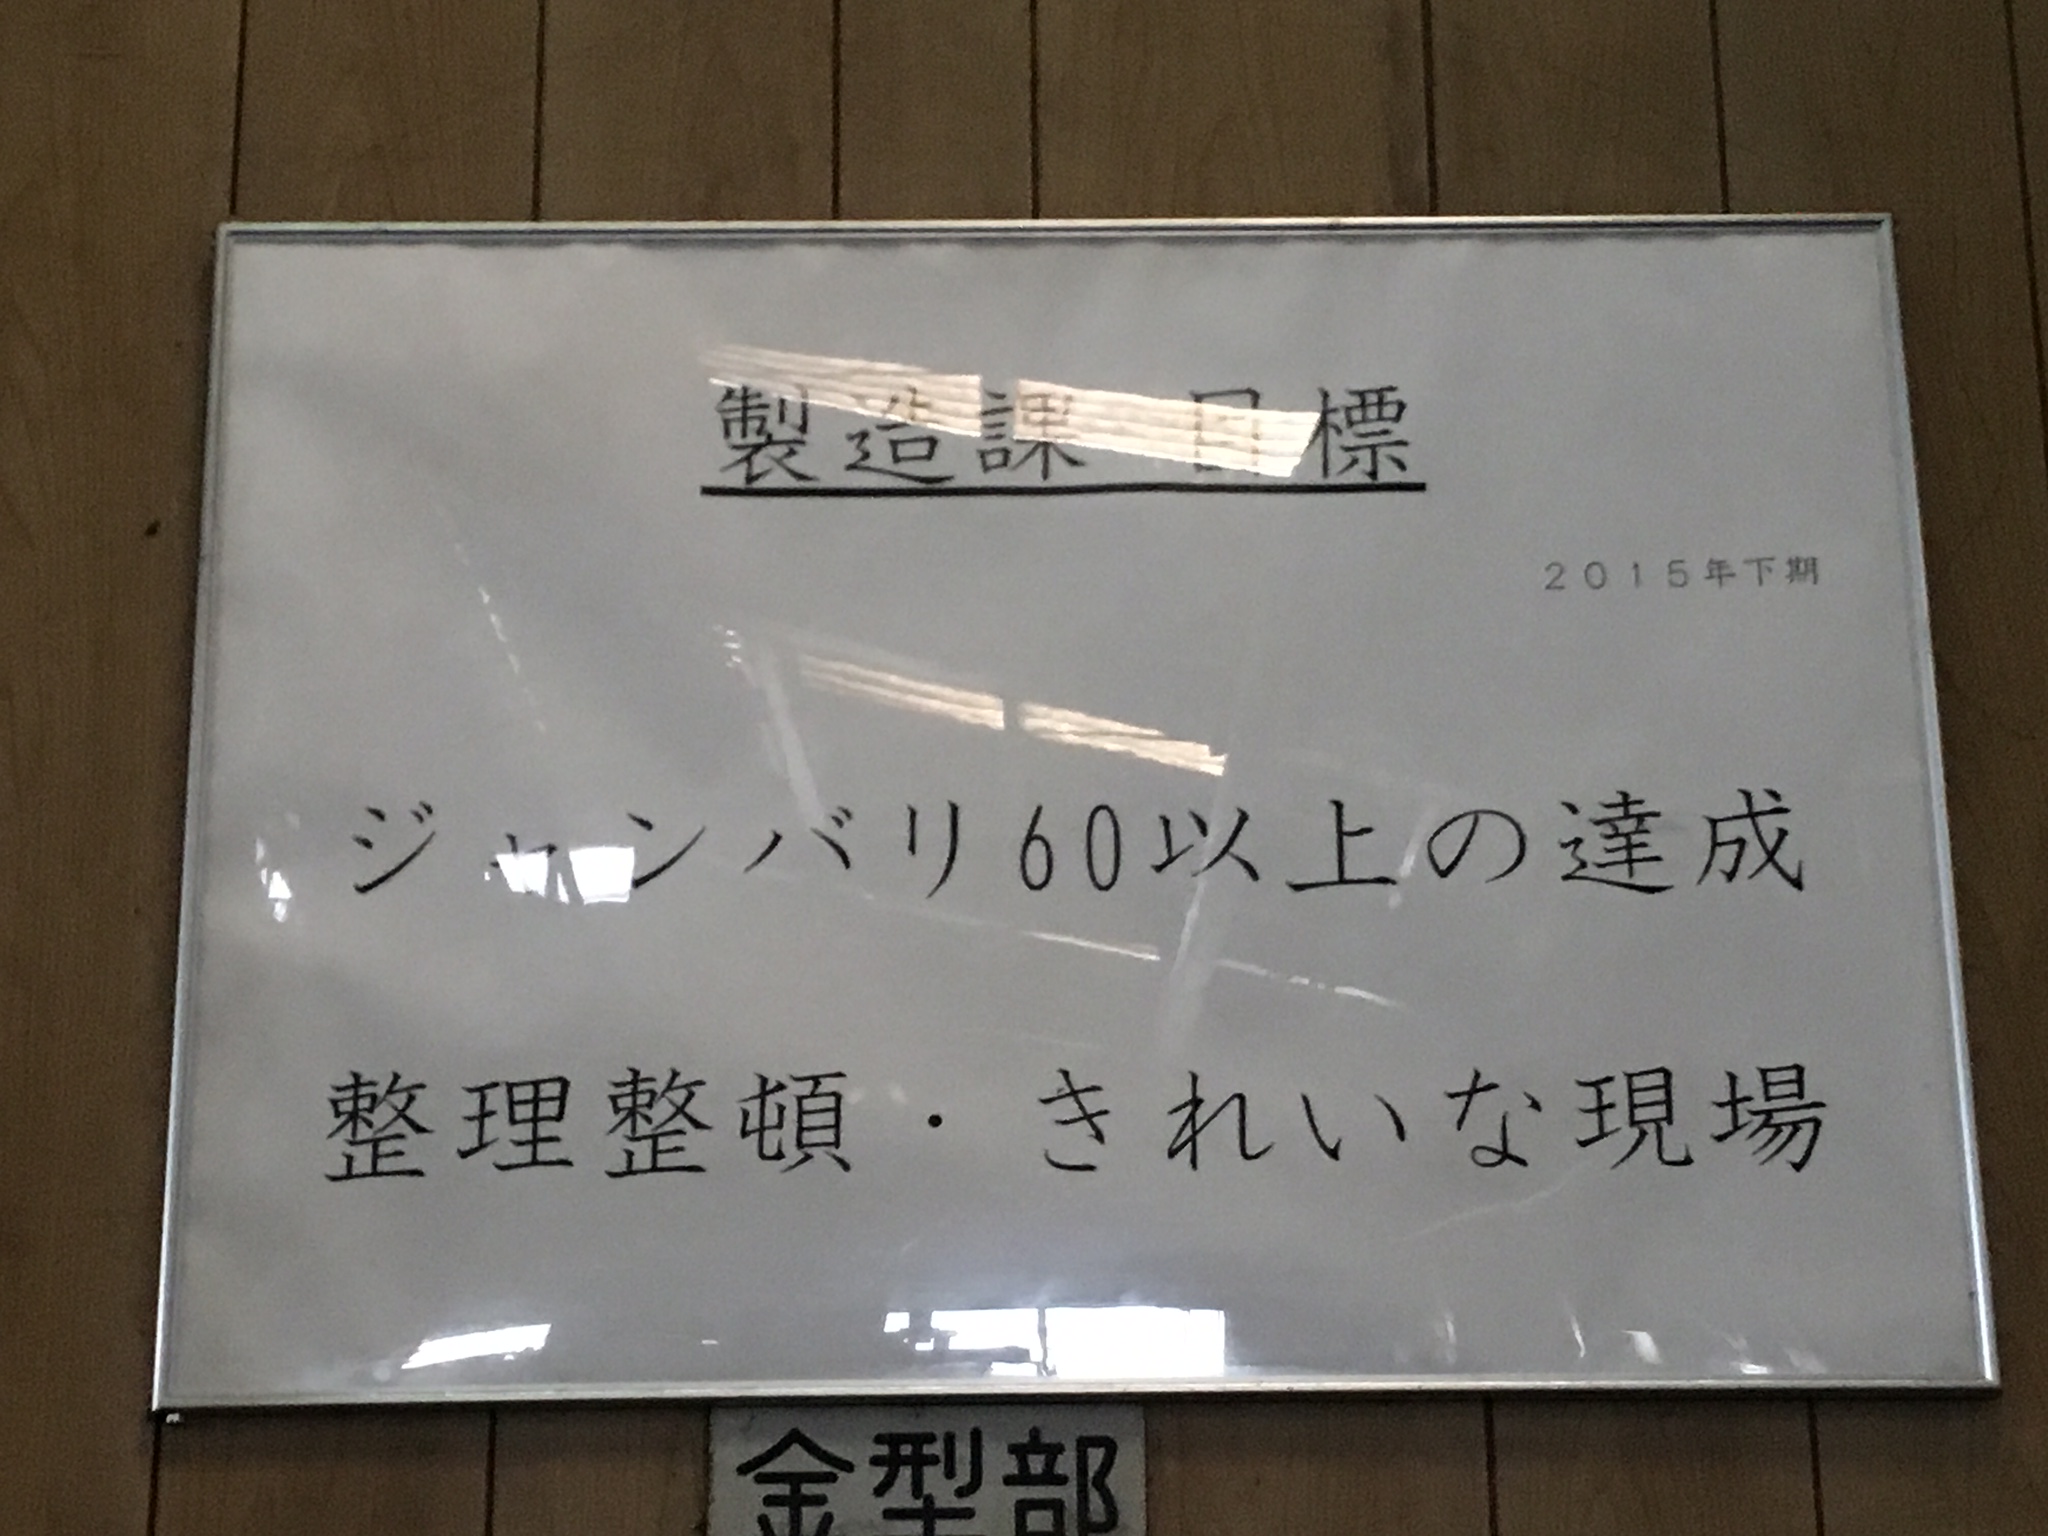 製造課 目標
2015年下期
ジャンバリ60以上の達成
整理整頓・きれいな現場
金型部